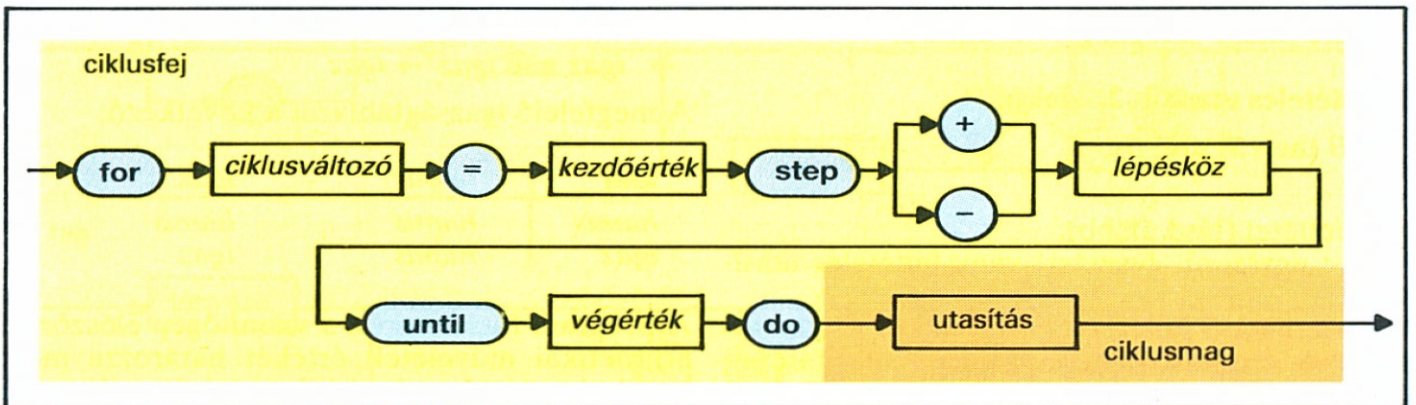 ciklusfej
for ciklusváltozó = kezdőérték step + − lépésköz
until végérték do utasítás
ciklusmag